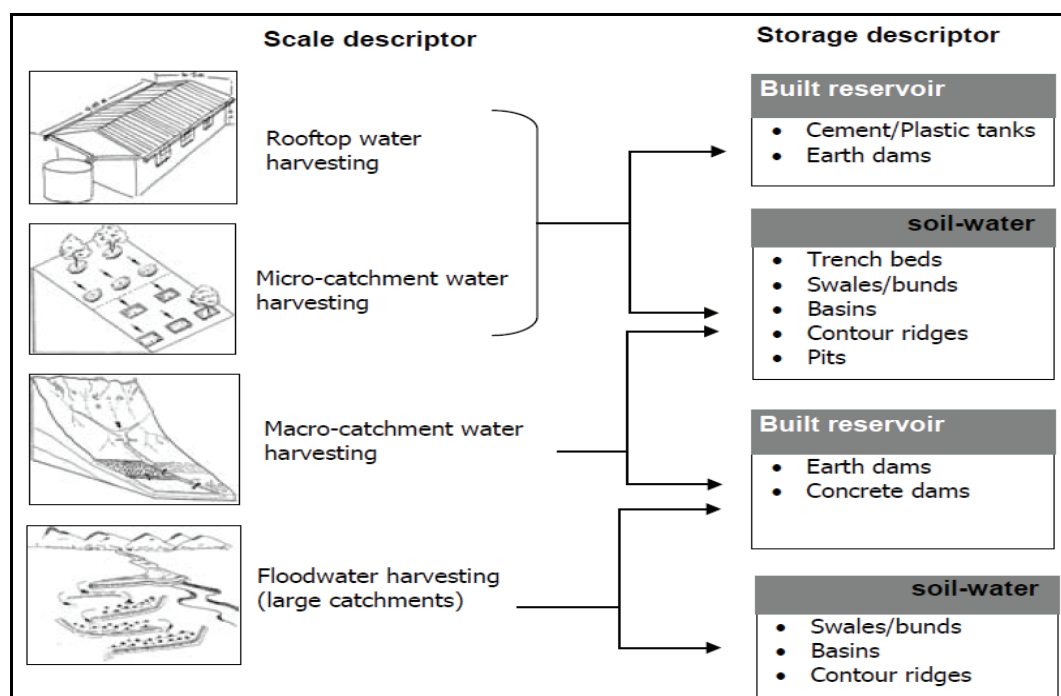 Scale descriptor
Storage descriptor
Rooftop water
harvesting
Micro-catchment water
harvesting
Macro-catchment water
harvesting
Floodwater harvesting
(large catchments)
Built reservoir
• Cement/Plastic tanks
• Earth dams
soil-water
• Trench beds
• Swales/bunds
• Basins
• Contour ridges
• Pits
Built reservoir
• Earth dams
• Concrete dams
soil-water
• Swales/bunds
• Basins
• Contour ridges